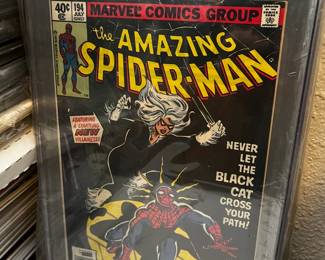 MARVEL COMICS GROUP
40¢
194
JULY
the AMAZING
SPIDER-MAN
FEATURING
A STARTLING
NEW
VILLAINESS!
NEVER
LET THE
BLACK
CAT
CROSS
YOUR
PATH!